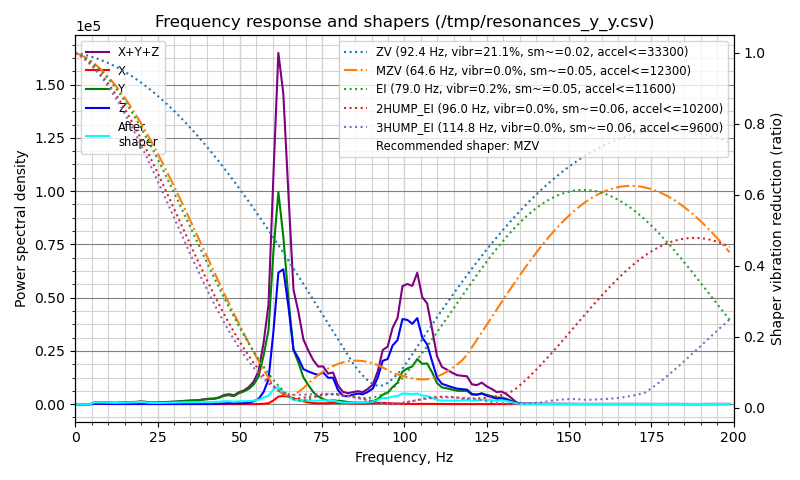 Frequency response and shapers (/tmp/resonances_y_y.csv)
1e5
X+Y+Z
X
Y
Z
After
shaper
ZV (92.4 Hz, vibr=21.1%, sm~=0.02, accel<=33300)
MZV (64.6 Hz, vibr=0.0%, sm~=0.05, accel<=12300)
EI (79.0 Hz, vibr=0.2%, sm~=0.05, accel<=11600)
2HUMP_EI (96.0 Hz, vibr=0.0%, sm~=0.06, accel<=10200)
3HUMP_EI (114.8 Hz, vibr=0.0%, sm~=0.06, accel<=9600)
Recommended shaper: MZV
Power spectral density
1.50
1.25
1.00
0.75
0.50
0.25
0.00
1.0
0.8
0.6
0.4
0.2
0.0
Shaper vibration reduction (ratio)
0 25 50 75 100 125 150 175 200
Frequency, Hz